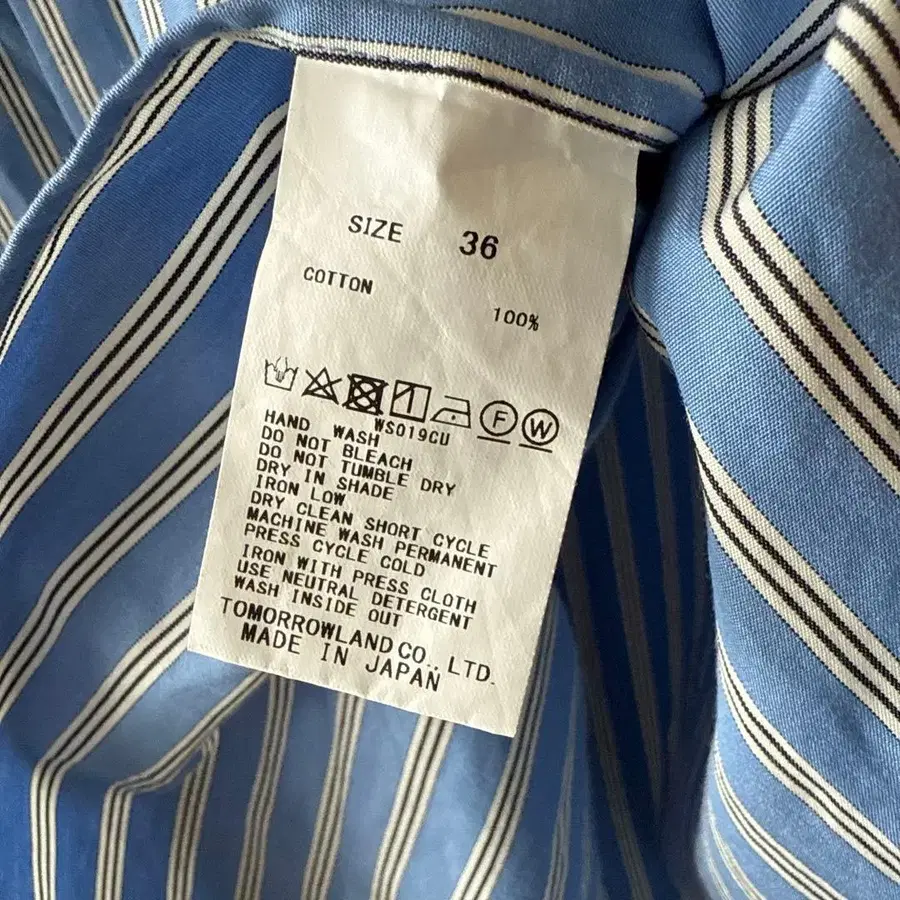 SIZE 36
COTTON
100%
F W
WS019CU
HAND WASH
DO NOT BLEACH
DO NOT TUMBLE DRY
DRY IN SHADE
IRON LOW
DRY CLEAN SHORT CYCLE
MACHINE WASH PERMANENT
PRESS CYCLE COLD
IRON WITH PRESS CLOTH
USE NEUTRAL DETERGENT
WASH INSIDE OUT
TOMORROWLAND CO., LTD.
MADE IN JAPAN